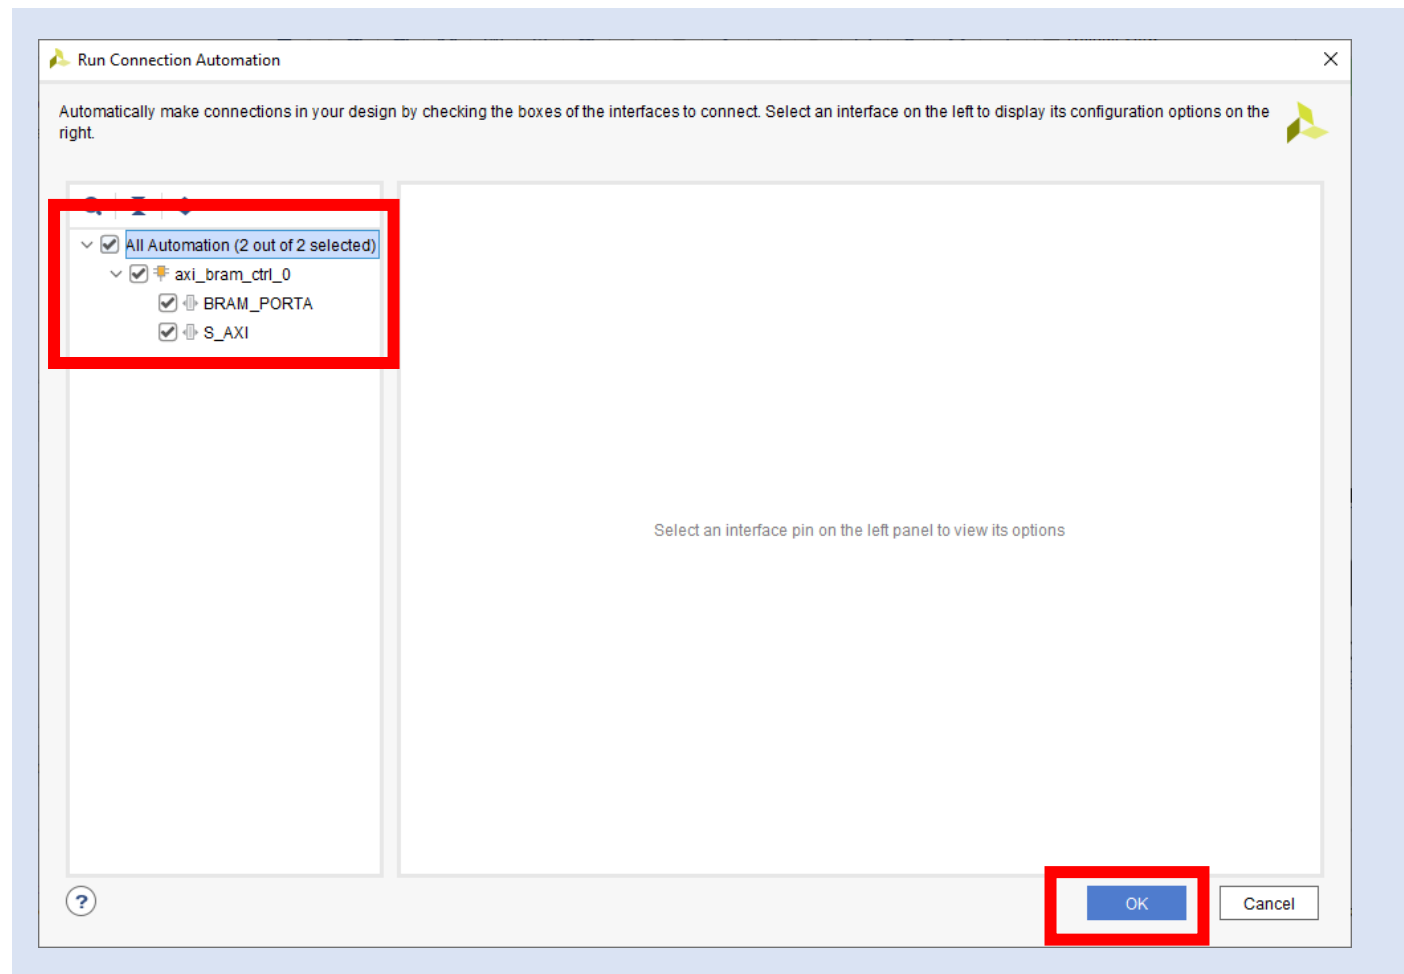 Run Connection Automation
Automatically make connections in your design by checking the boxes of the interfaces to connect. Select an interface on the left to display its configuration options on the
right.
All Automation (2 out of 2 selected)
axi_bram_ctrl_0
BRAM_PORTA
S_AXI
Select an interface pin on the left panel to view its options
?
OK
Cancel